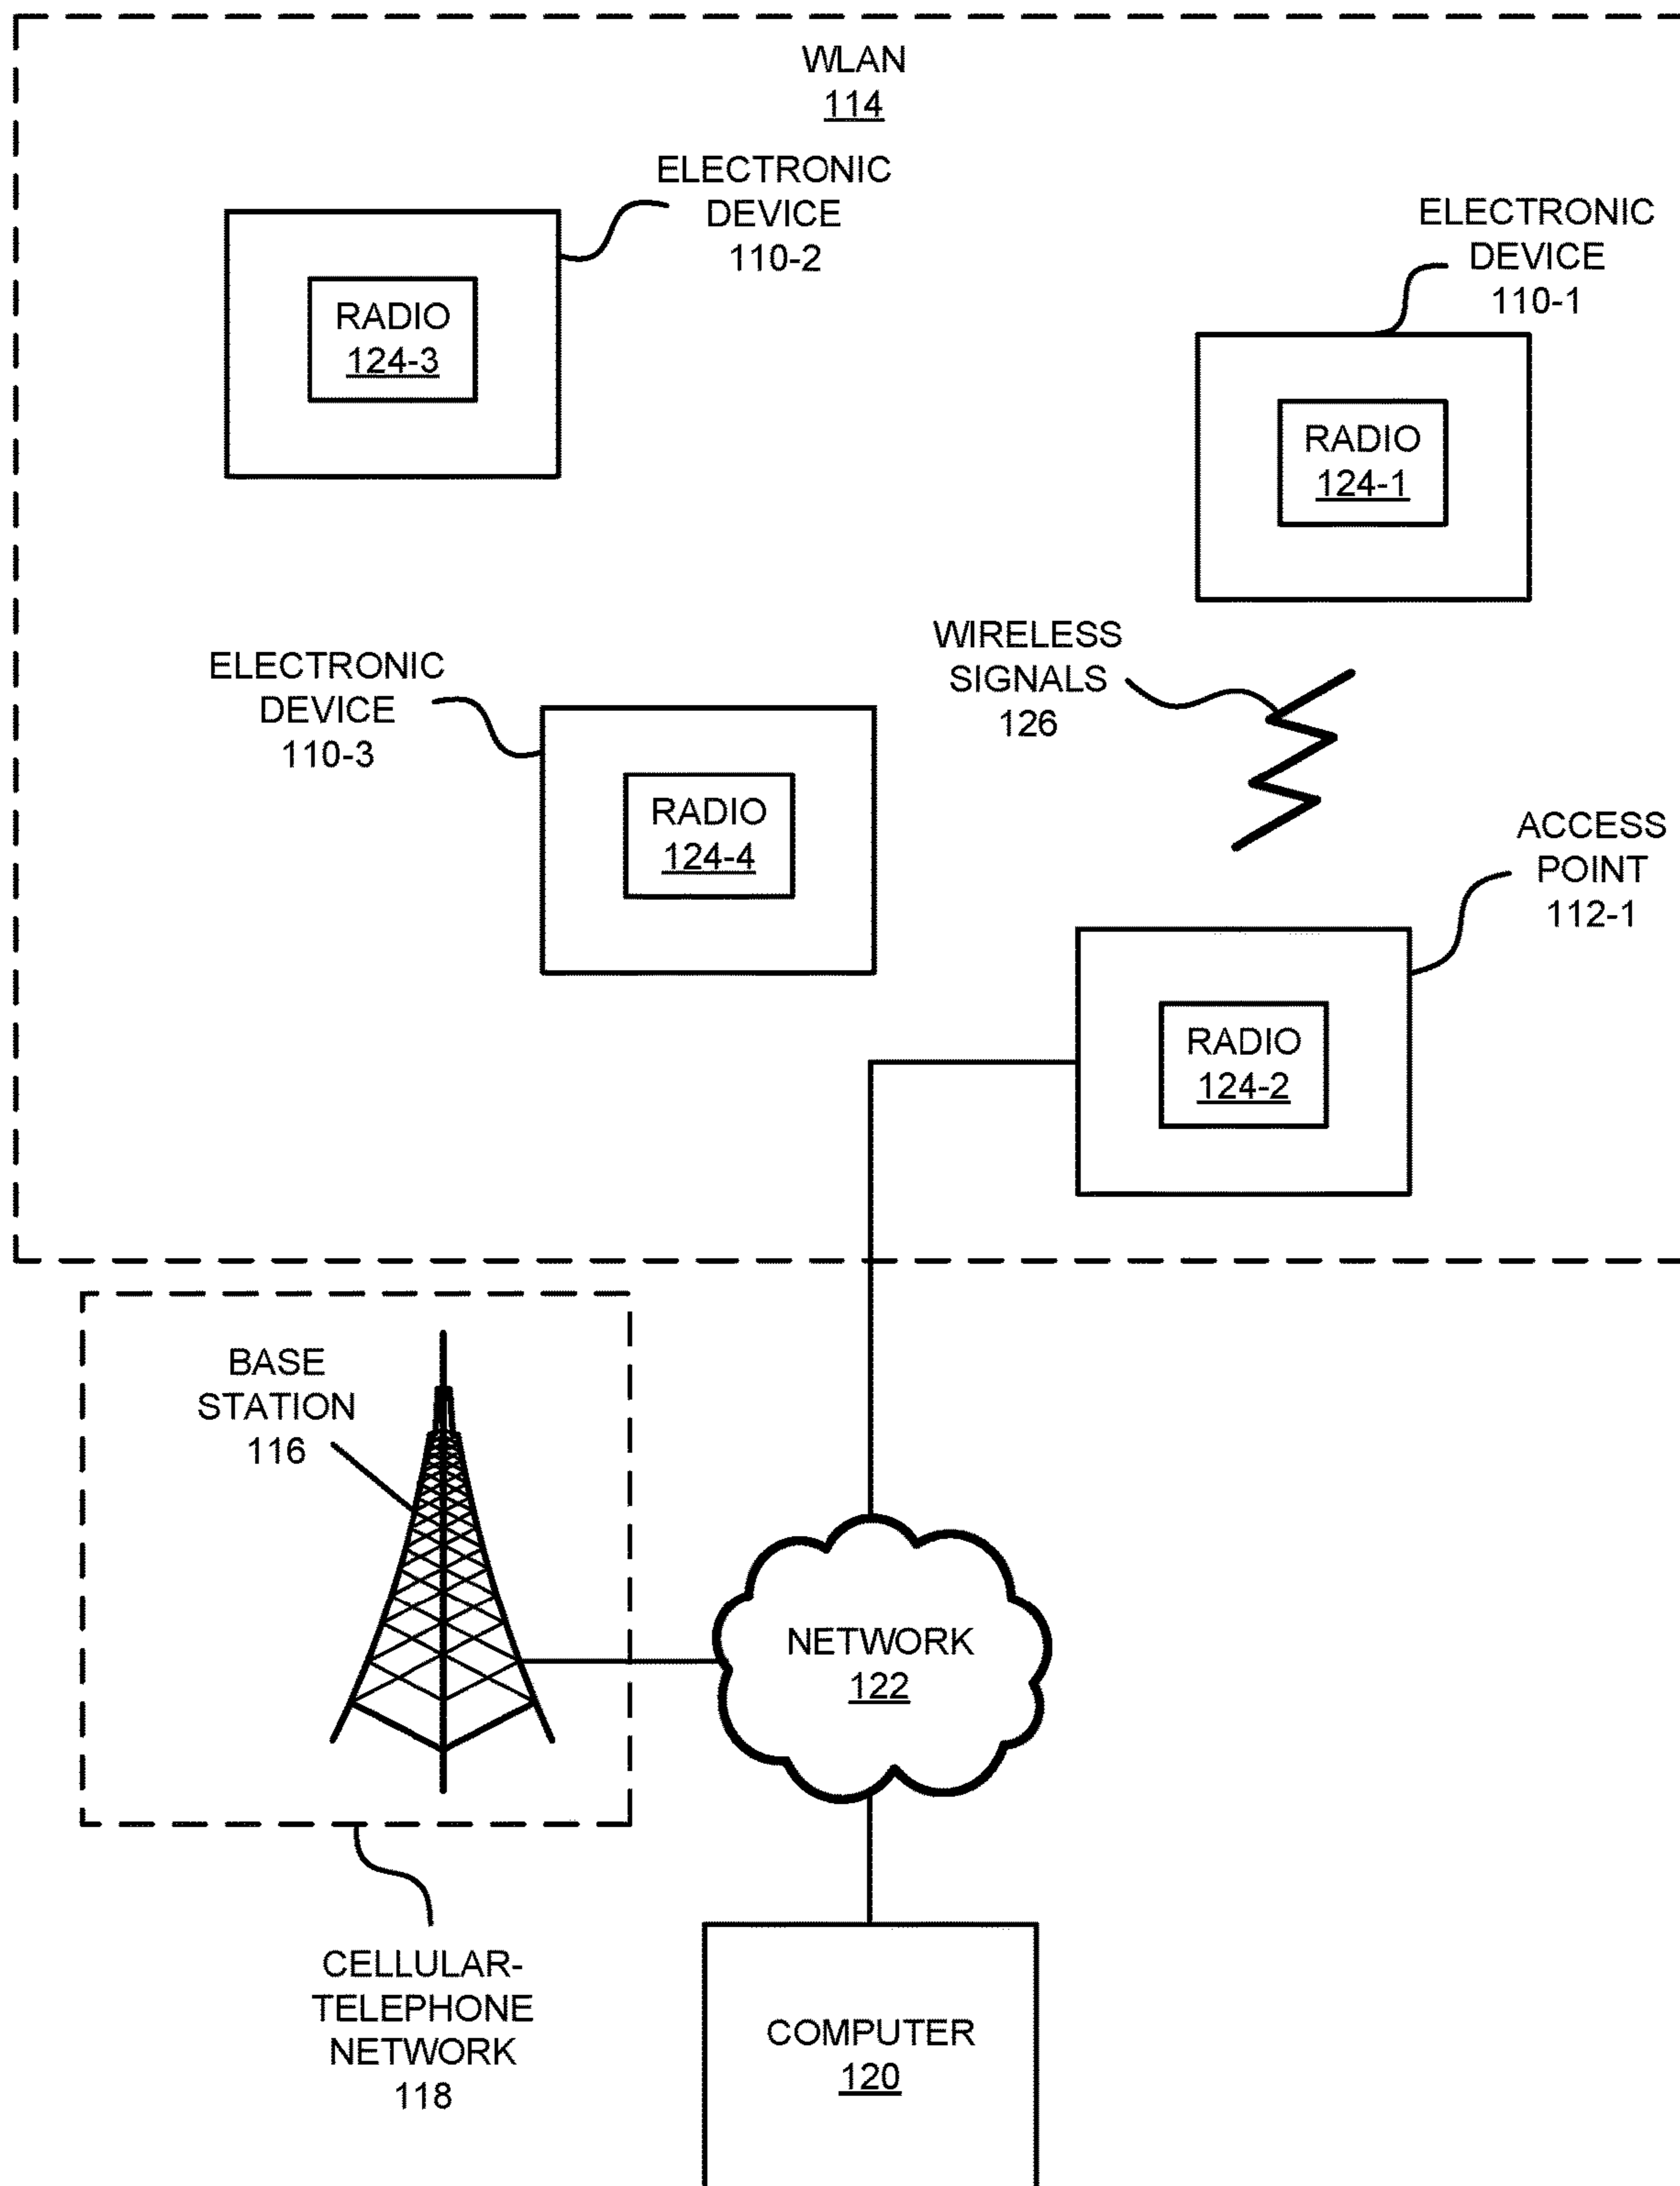 WLAN
114
ELECTRONIC
DEVICE
110-2
ELECTRONIC
DEVICE
110-1
RADIO
124-3
RADIO
124-1
WIRELESS
SIGNALS
126
ELECTRONIC
DEVICE
110-3
RADIO
124-4
ACCESS
POINT
112-1
RADIO
124-2
BASE
STATION
116
NETWORK
122
CELLULAR-
TELEPHONE
NETWORK
118
COMPUTER
120